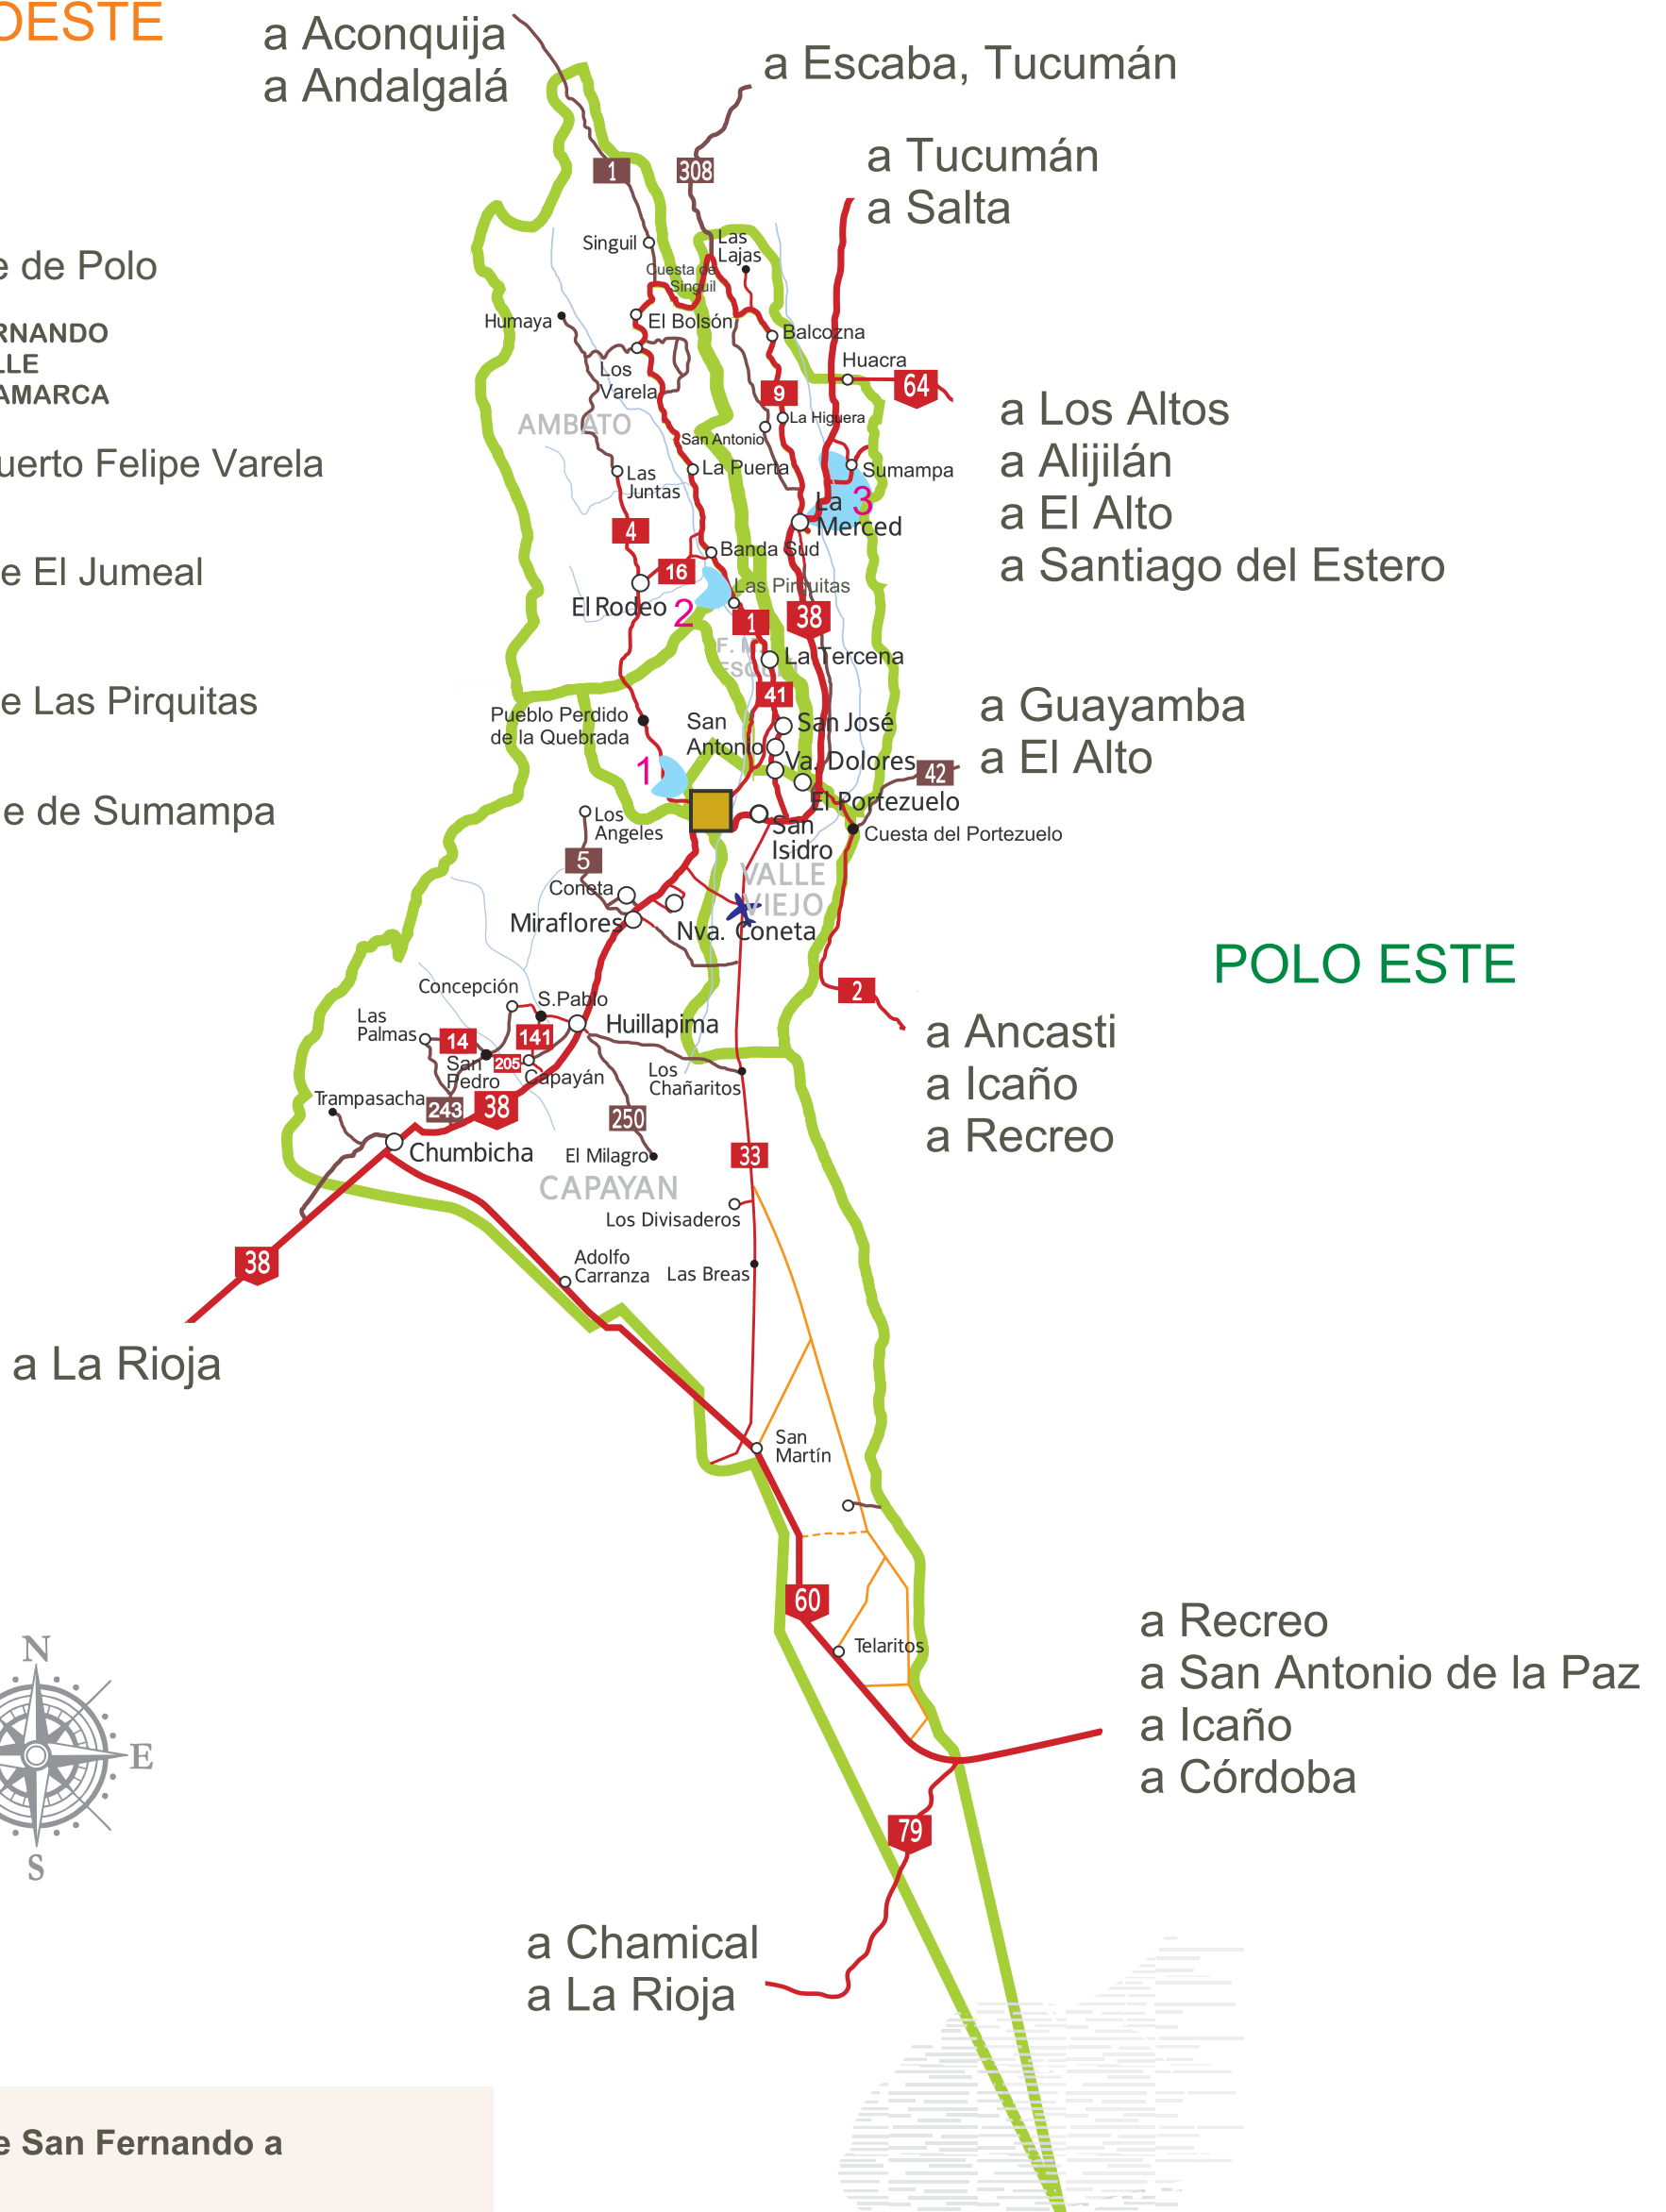 OESTE
a Aconquija
a Andalgalá
a Escaba, Tucumán
a Tucumán
a Salta
1
308
e de Polo
Singuil
Las
Lajas
Cuesta de
Singuil
RNANDO
LLE
AMARCA
Humaya
El Bolsón
Balcozna
Huacra
Los
Varela
9
64
a Los Altos
a Alijilán
a El Alto
a Santiago del Estero
AMBATO
La Higuera
San Antonio
uerto Felipe Varela
Las
Juntas
La Puerta
Sumampa
3
La
Merced
4
Banda Sud
16
e El Jumeal
El Rodeo
2
Las Pirquitas
1
38
F. M.
ESQUI
La Tercena
41
e Las Pirquitas
Pueblo Perdido
de la Quebrada
San
Antonio
San José
Va. Dolores
a Guayamba
a El Alto
42
1
e de Sumampa
El Portezuelo
Los
Angeles
San
Isidro
Cuesta del Portezuelo
5
VALLE
VIEJO
Coneta
Miraflores
Nva. Coneta
POLO ESTE
2
Concepción
S.Pablo
Las
Palmas
Huillapima
a Ancasti
a Icaño
a Recreo
14
141
San
Pedro
205
Capayán
Los
Chañaritos
Trampasacha
243
38
250
Chumbicha
El Milagro
33
CAPAYAN
Los Divisaderos
38
Adolfo
Carranza
Las Breas
a La Rioja
San
Martín
60
Telaritos
a Recreo
a San Antonio de la Paz
a Icaño
a Córdoba
N
E
S
79
a Chamical
a La Rioja
e San Fernando a